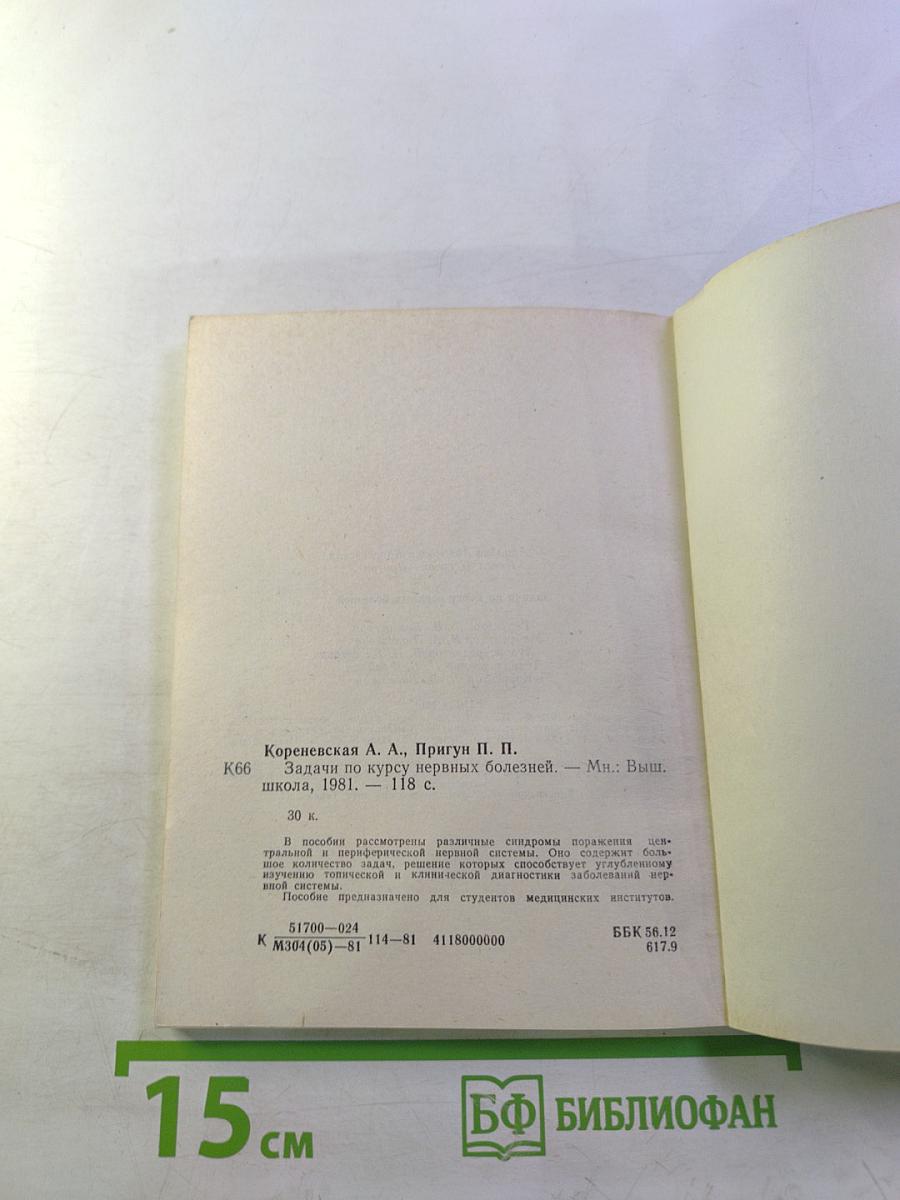 Кореневская А. А., Пригун П. П.
К66 Задачи по курсу нервных болезней. — Мн.: Выш.
школа, 1981. — 118 с.
30 к.
В пособии рассмотрены различные синдромы поражения цен-
тральной и периферической нервной системы. Оно содержит боль-
шое количество задач, решение которых способствует углубленному
изучению топической и клинической диагностики заболеваний нер-
вной системы.
Пособие предназначено для студентов медицинских институтов.
51700—024
К М304(05)—81 114—81 4118000000
ББК 56.12
617.9
15 см
БФ БИБЛИОФАН